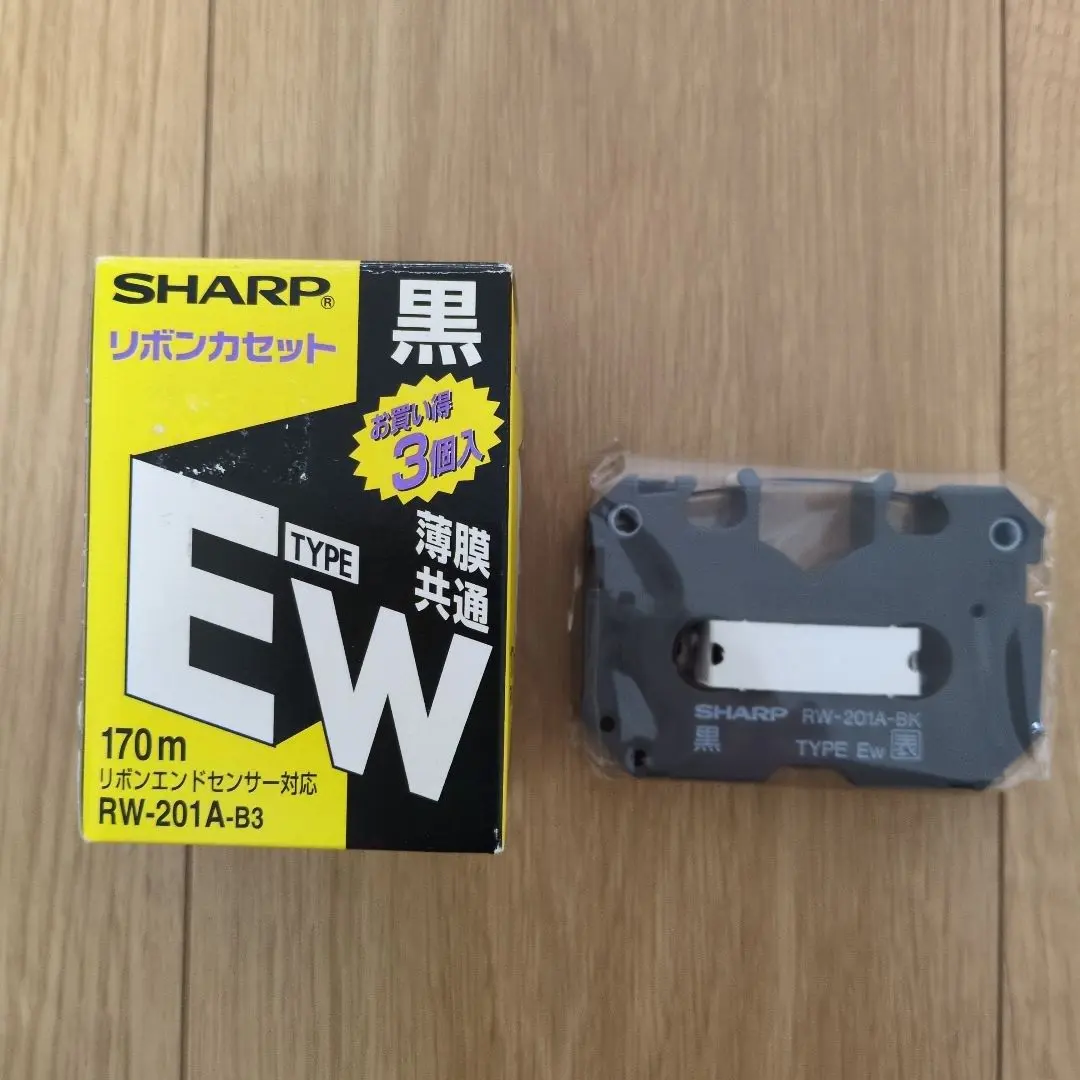 SHARP®
リボンカセット
黒
お買い得
3個入
薄膜
共通
TYPE
EW
170m
リボンエンドセンサー対応
RW-201A-B3
SHARP RW-201A-BK
黒 TYPE EW 表